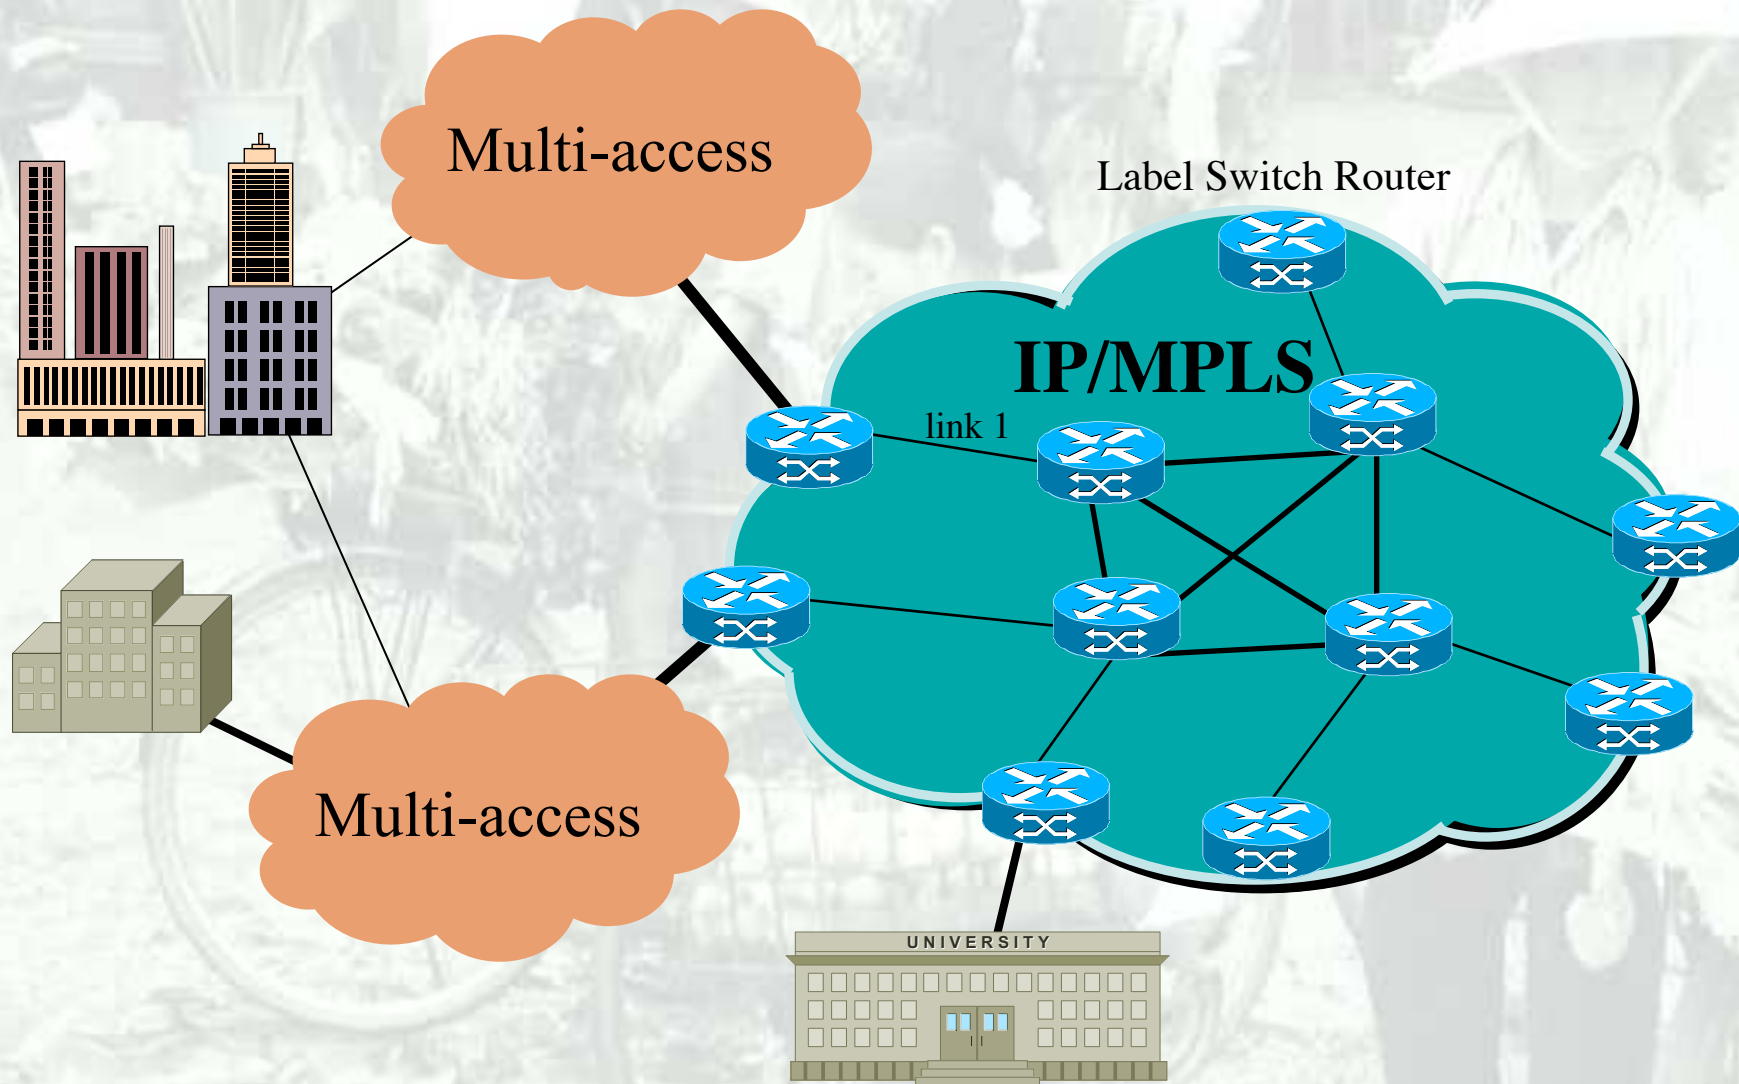 Multi-access
Label Switch Router
IP/MPLS
link 1
Multi-access
UNIVERSITY